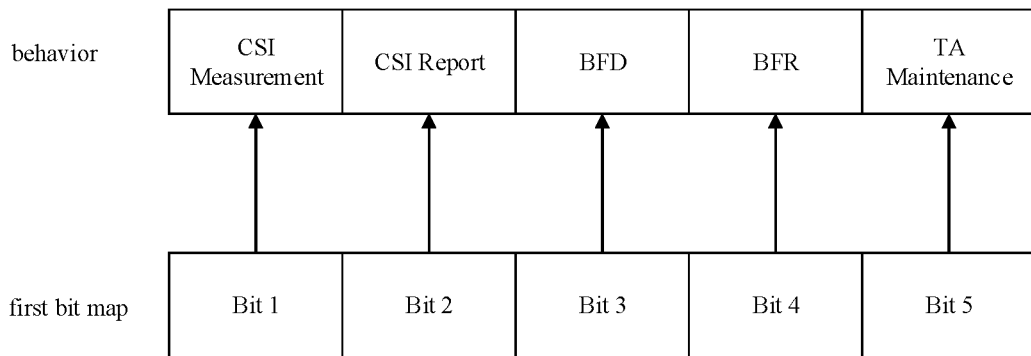 behavior
CSI
Measurement
CSI Report
BFD
BFR
TA
Maintenance
first bit map
Bit 1
Bit 2
Bit 3
Bit 4
Bit 5